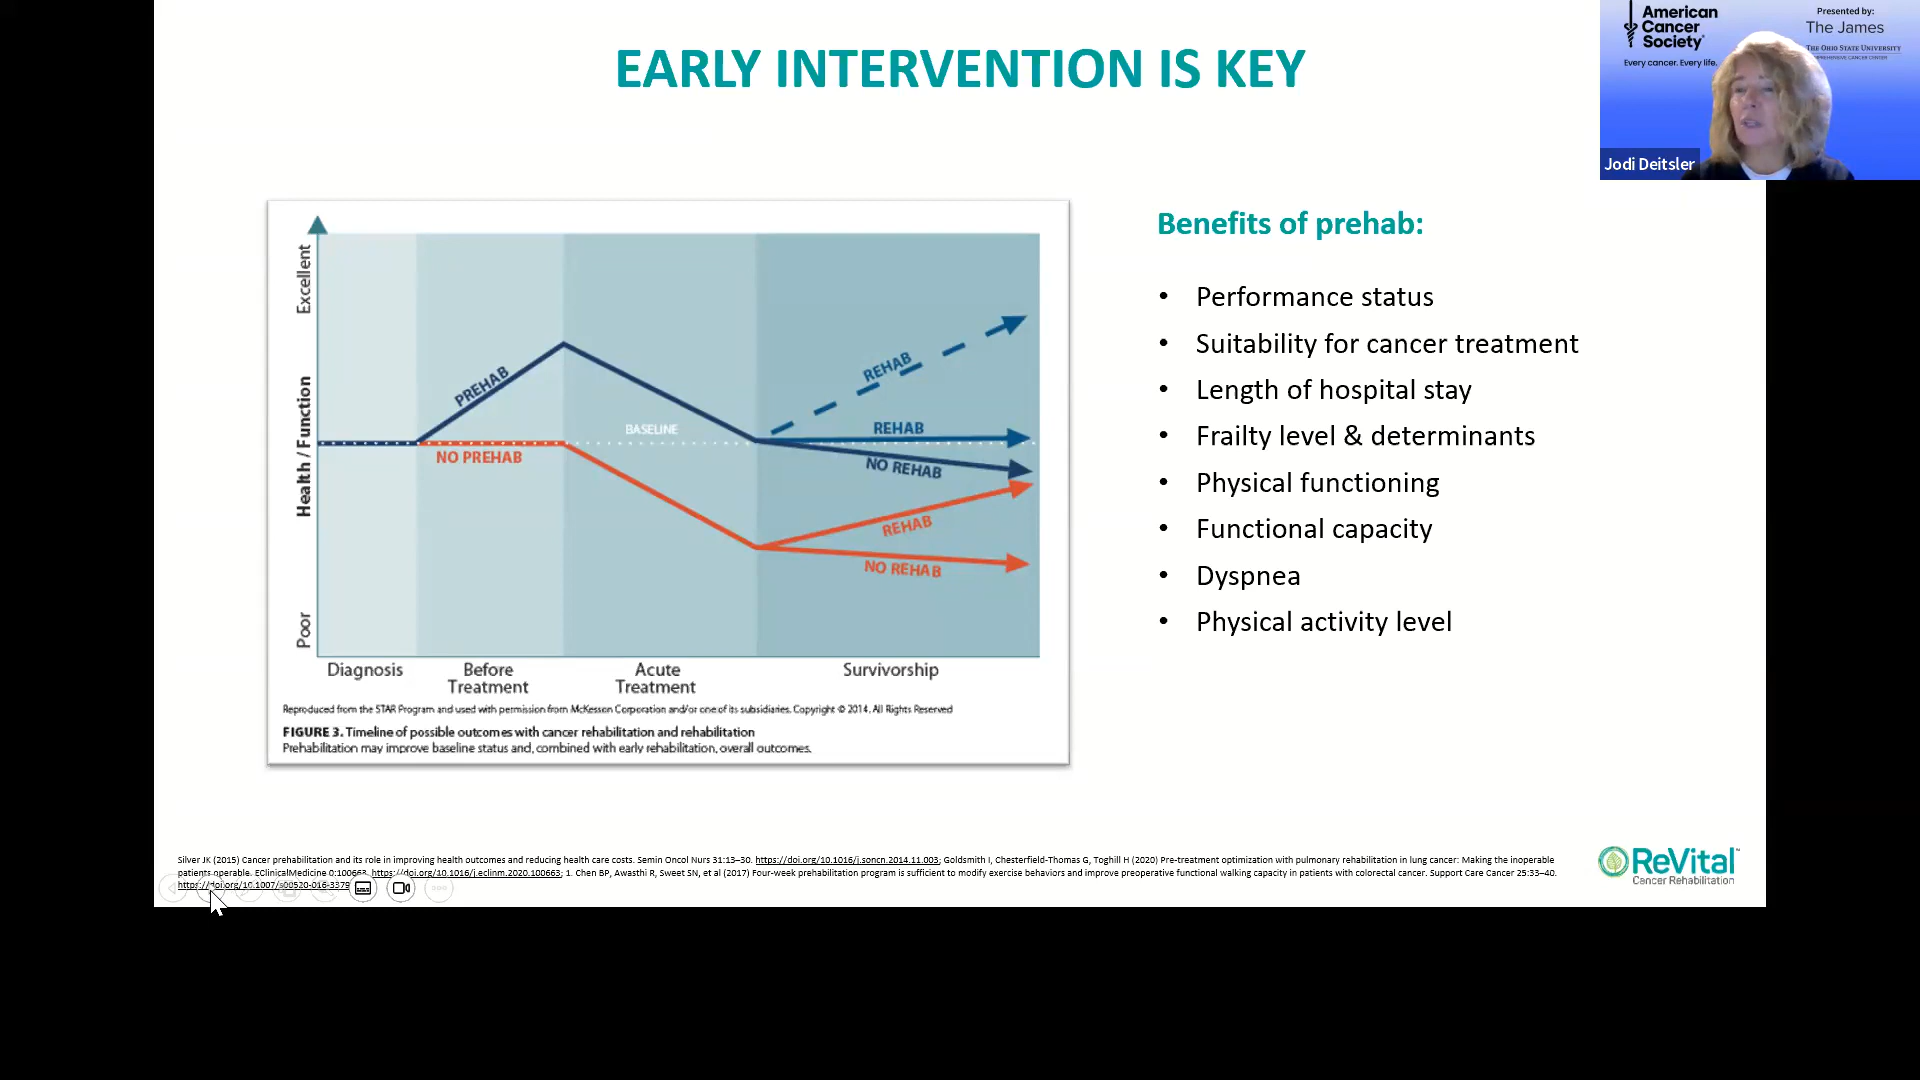 EARLY INTERVENTION IS KEY
American
Cancer
Society
Every cancer. Every life.
Presented by:
The James
THE OHIO STATE UNIVERSITY
COMPREHENSIVE CANCER CENTER
Jodi Deitsler
Excellent
Health / Function
Poor
PREHAB
NO PREHAB
BASELINE
REHAB
REHAB
NO REHAB
REHAB
NO REHAB
Diagnosis
Before
Treatment
Acute
Treatment
Survivorship
Reproduced from the STAR Program and used with permission from McKesson Corporation and/or one of its subsidiaries. Copyright © 2014. All Rights Reserved
FIGURE 3. Timeline of possible outcomes with cancer rehabilitation and rehabilitation
Prehabilitation may improve baseline status and, combined with early rehabilitation, overall outcomes.
Benefits of prehab:
• Performance status
• Suitability for cancer treatment
• Length of hospital stay
• Frailty level & determinants
• Physical functioning
• Functional capacity
• Dyspnea
• Physical activity level
Silver JK (2015) Cancer prehabilitation and its role in improving health outcomes and reducing health care costs. Semin Oncol Nurs 31:13–30. https://doi.org/10.1016/j.soncn.2014.11.003; Goldsmith I, Chesterfield-Thomas G, Toghill H (2020) Pre-treatment optimization with pulmonary rehabilitation in lung cancer: Making the inoperable
patients operable. EClinicalMedicine 0:100663. https://doi.org/10.1016/j.eclinm.2020.100663; 1. Chen BP, Awasthi R, Sweet SN, et al (2017) Four-week prehabilitation program is sufficient to modify exercise behaviors and improve preoperative functional walking capacity in patients with colorectal cancer. Support Care Cancer 25:33–40.
https://doi.org/10.1007/s00520-016-3379
ReVital™
Cancer Rehabilitation